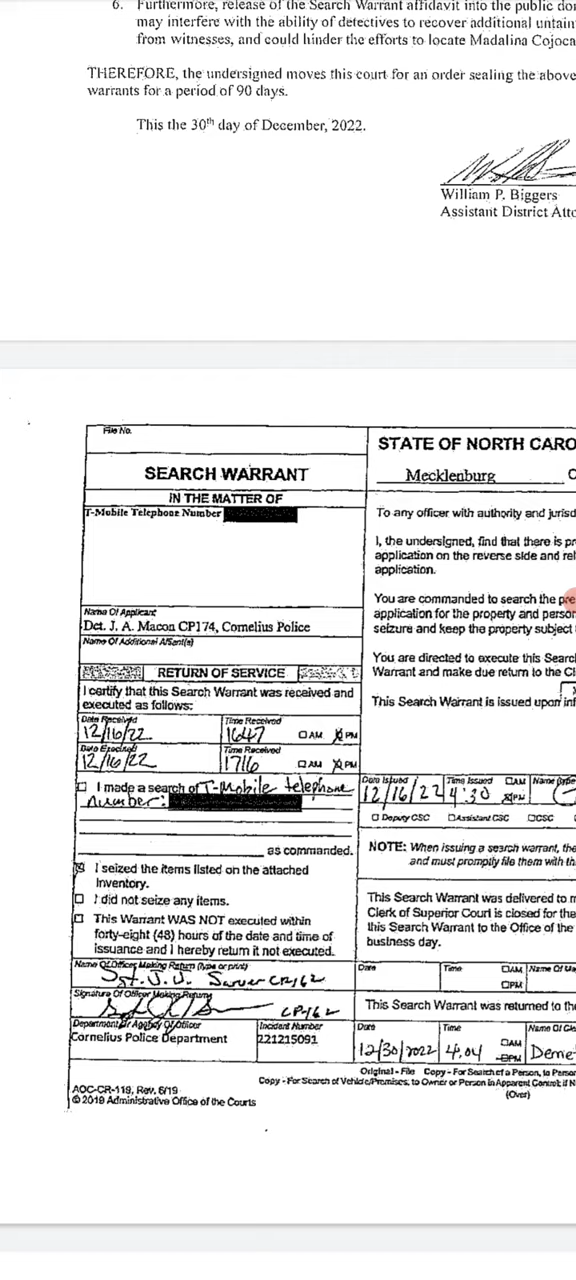 6. Furthermore, release of the Search Warrant affidavit into the public do
may interfere with the ability of detectives to recover additional untain
from witnesses, and could hinder the efforts to locate Madalina Cojoca
THEREFORE, the undersigned moves this court for an order sealing the above
warrants for a period of 90 days.
This the 30th day of December, 2022.
William P. Biggers
Assistant District Atto
File No.
STATE OF NORTH CARO
SEARCH WARRANT
Mecklenburg C
IN THE MATTER OF
T-Mobile Telephone Number
To any officer with authority and jurisd
I, the undersigned, find that there is pr
application on the reverse side and rel
application.
You are commanded to search the pre
application for the property and person
seizure and keep the property subject
Name Of Applicant
Dct. J. A. Macon CP174, Cornelius Police
Name Of Additional Affiant(s)
You are directed to execute this Searc
Warrant and make due return to the Cl
RETURN OF SERVICE
I certify that this Search Warrant was received and
executed as follows:
This Search Warrant is issued upon inf
Date Received Time Received
12/16/22 1647 AM PM
Date Executed Time Received
12/16/22 1716 AM PM
I made a search of T-Mobile telephone
Number:
Date Issued Time Issued AM Name (type
12/16/22 4:30 PM
Deputy CSC Assistant CSC CSC
as commanded.
NOTE: When issuing a search warrant, the
and must promptly file them with th
I seized the items listed on the attached
Inventory.
I did not seize any items.
This Warrant WAS NOT executed within
forty-eight (48) hours of the date and time of
issuance and I hereby return it not executed.
This Search Warrant was delivered to m
Clerk of Superior Court is closed for the
this Search Warrant to the Office of the
business day.
Name Of Officer Making Return (type or print)
Sgt. J.J. CP162
Date Time AM PM Name Of Ma
Signature Of Officer Making Return
CP-162
This Search Warrant was returned to the
Department Or Agency Of Officer Incident Number
Cornelius Police Department 221215091
Date Time AM PM Name Of Cle
12/30/2022 4:04 Deme
Original - File Copy - For Search of a Person, to Perso
Copy - For Search of Vehicle/Premises, to Owner or Person in Apparent Control; if N
(Over)
AOC-CR-119, Rev. 6/19
© 2019 Administrative Office of the Courts